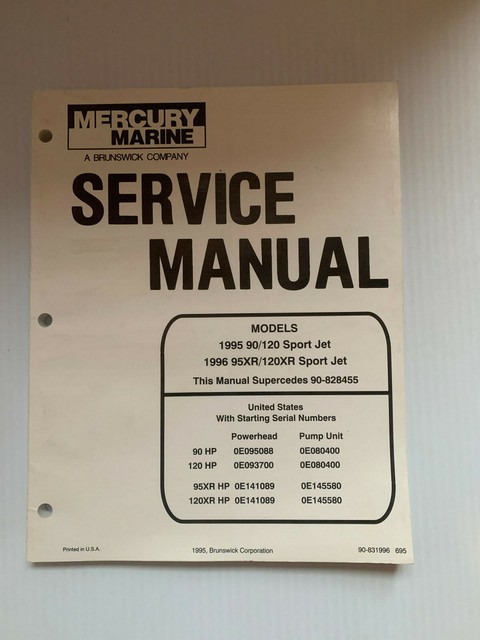 MERCURY
MARINE
A BRUNSWICK COMPANY
SERVICE
MANUAL
MODELS
1995 90/120 Sport Jet
1996 95XR/120XR Sport Jet
This Manual Supercedes 90-828455
United States
With Starting Serial Numbers
Powerhead Pump Unit
90 HP 0E095088 0E080400
120 HP 0E093700 0E080400
95XR HP 0E141089 0E145580
120XR HP 0E141089 0E145580
Printed in U.S.A. 1995, Brunswick Corporation 90-831996 695